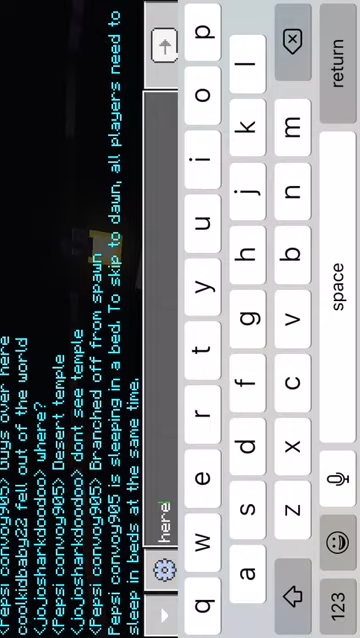 <Pepsi convoy905> Guys over here
coolkidbaby22 fell out of the world
<jojosharkdoodoo> where?
<Pepsi convoy905> Desert temple
<jojosharkdoodoo> dont see temple
<Pepsi convoy905> Branched off from spawn
Pepsi convoy905 is sleeping in a bed. To skip to dawn, all players need to
sleep in beds at the same time.
here
q w e r t y u i o p
a s d f g h j k l
z x c v b n m
123 space return